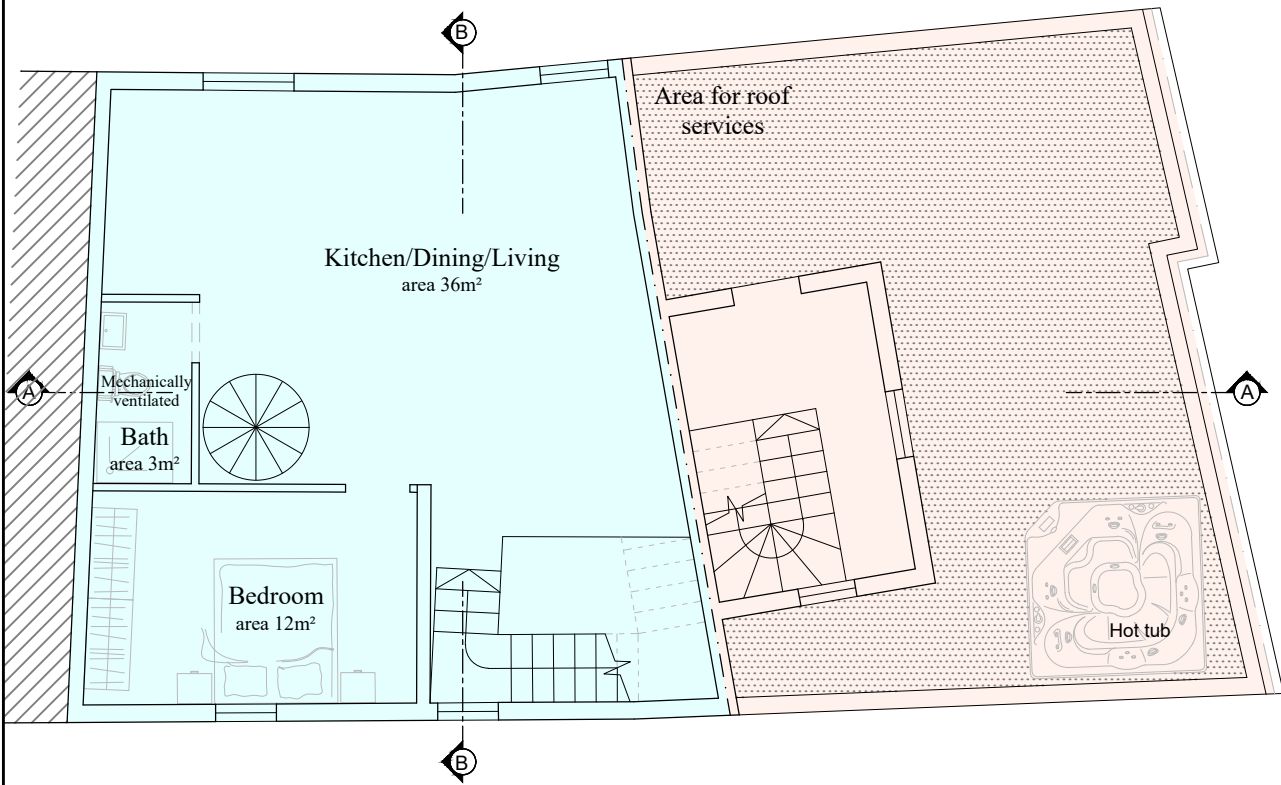 B
Area for roof
services
Kitchen/Dining/Living
area 36m²
A
Mechanically
ventilated
A
Bath
area 3m²
Bedroom
area 12m²
Hot tub
B